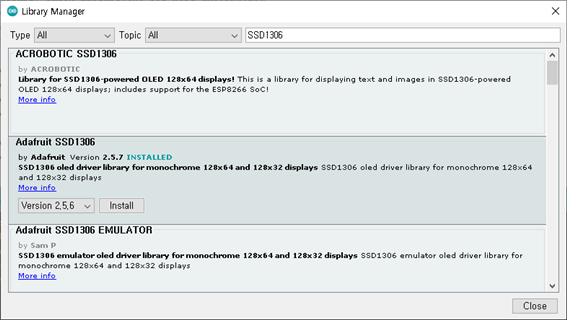 Library Manager
Type All Topic All SSD1306
ACROBOTIC SSD1306
by ACROBOTIC
Library for SSD1306-powered OLED 128x64 displays! This is a library for displaying text and images in SSD1306-powered
OLED 128x64 displays; includes support for the ESP8266 SoC!
More info
Adafruit SSD1306
by Adafruit Version 2.5.7 INSTALLED
SSD1306 oled driver library for monochrome 128x64 and 128x32 displays SSD1306 oled driver library for monochrome 128x64
and 128x32 displays
More info
Version 2,5,6 Install
Adafruit SSD1306 EMULATOR
by Sam P
SSD1306 emulator oled driver library for monochrome 128x64 and 128x32 displays SSD1306 emulator oled driver library for
monochrome 128x64 and 128x32 displays
More info
Close